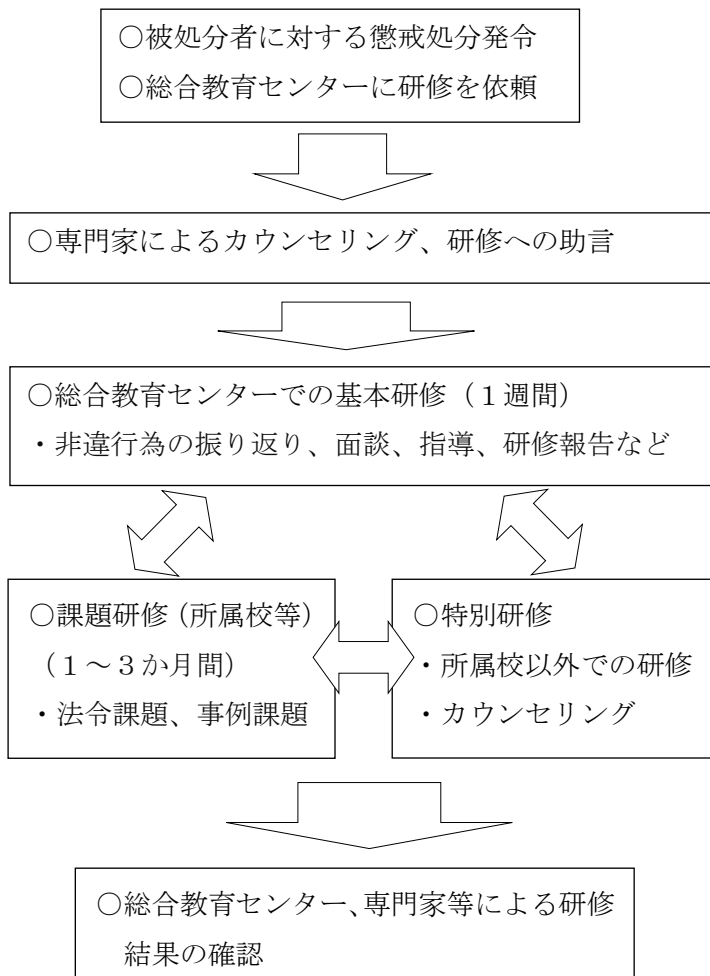 ○被処分者に対する懲戒処分発令
○総合教育センターに研修を依頼
○専門家によるカウンセリング、研修への助言
○総合教育センターでの基本研修（１週間）
・非違行為の振り返り、面談、指導、研修報告など
○課題研修（所属校等）
（１～３か月間）
・法令課題、事例課題
○特別研修
・所属校以外での研修
・カウンセリング
○総合教育センター、専門家等による研修
結果の確認